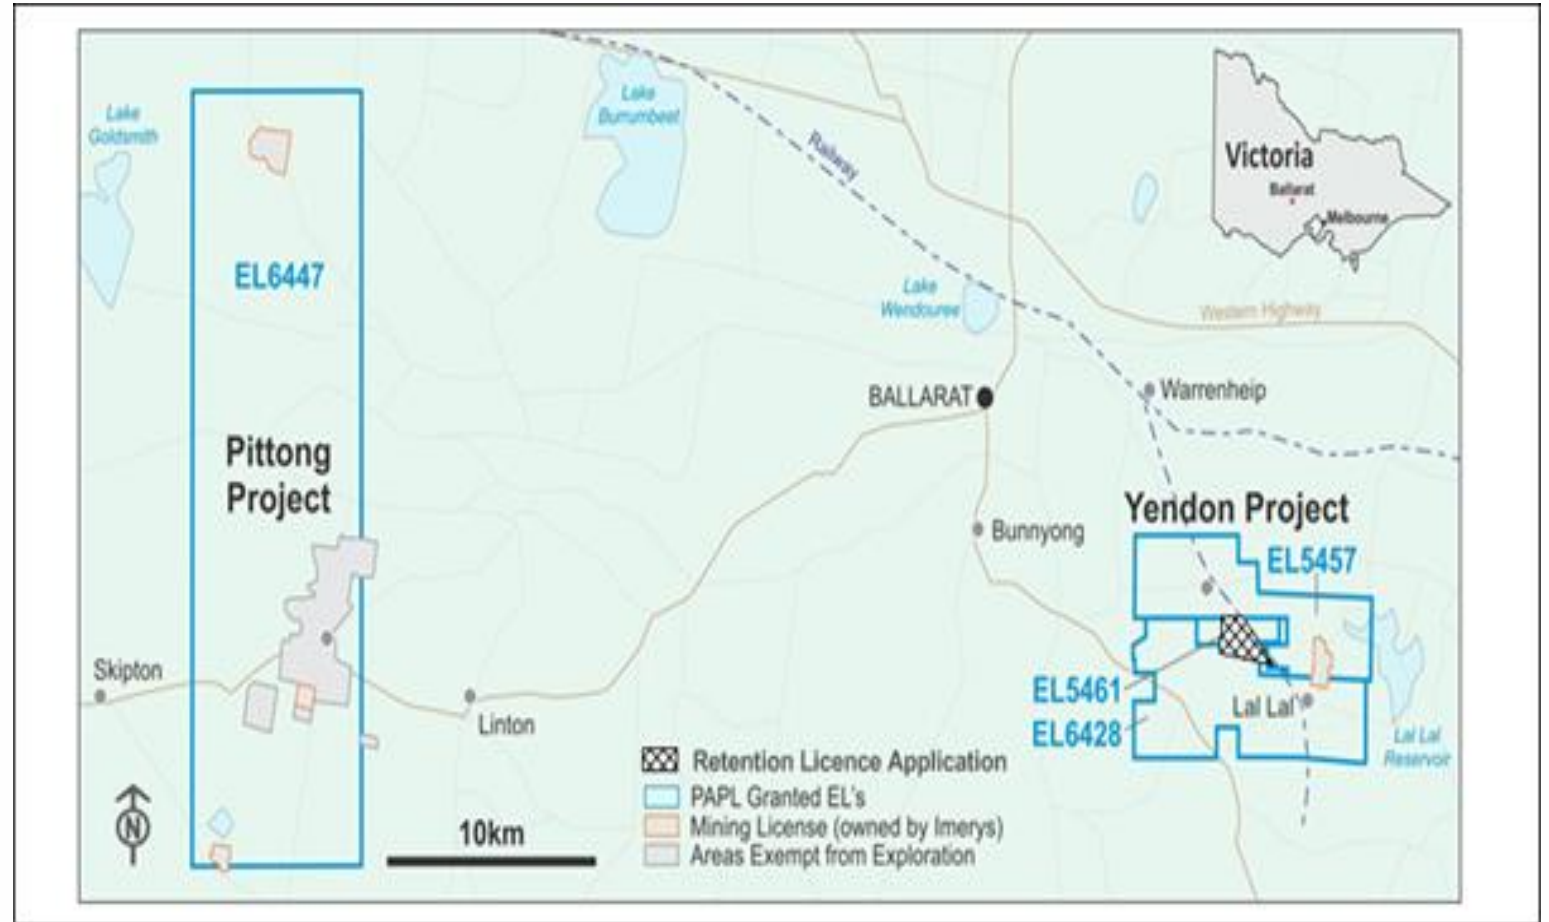 Lake
Goldsmith
Lake
Burrumbeet
Railway
Victoria
Ballarat
Melbourne
EL6447
Lake
Wendouree
Western Highway
BALLARAT
Warrenheip
Pittong
Project
Yendon Project
Bunnyong
EL5457
Skipton
Linton
EL5461
EL6428
Lal Lal
Lal Lal
Reservoir
N
10km
Retention Licence Application
PAPL Granted EL's
Mining License (owned by Imerys)
Areas Exempt from Exploration